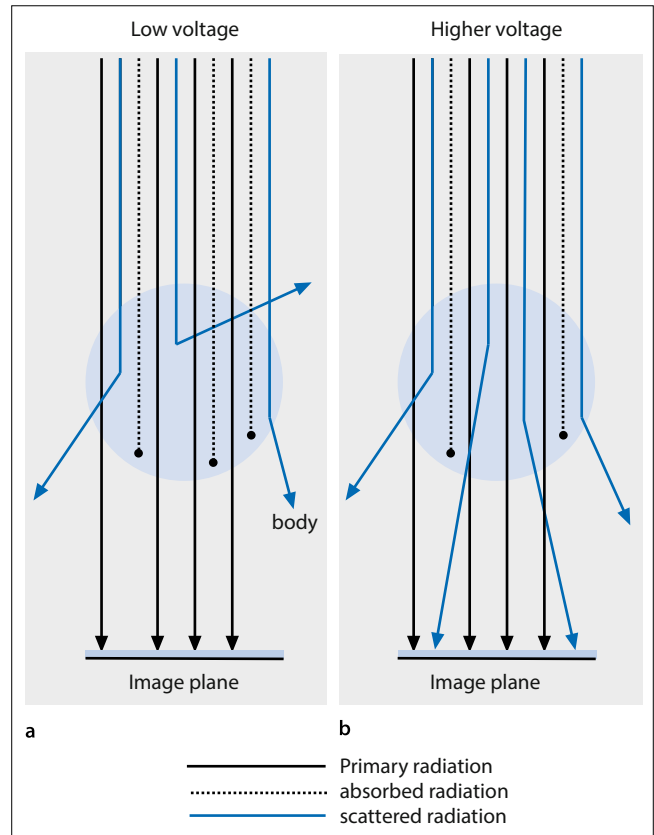 Low voltage
Higher voltage
body
Image plane
Image plane
a
b
Primary radiation
absorbed radiation
scattered radiation